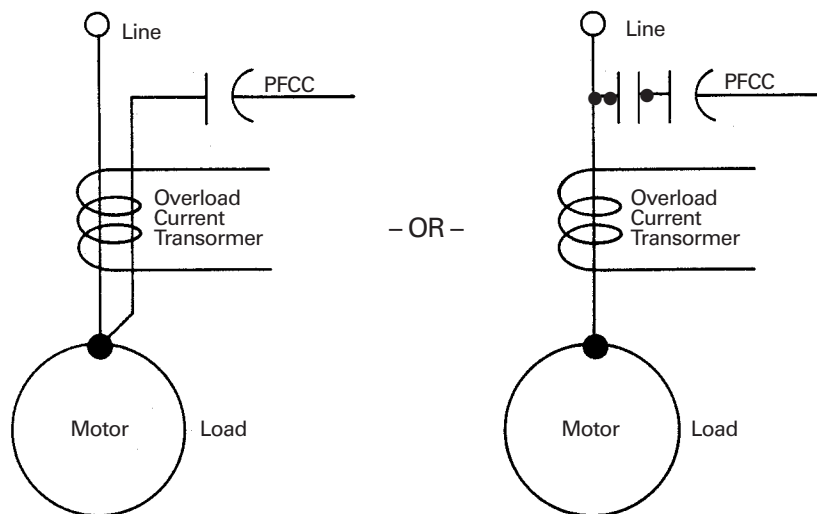 Line
PFCC
Overload
Current
Transormer
Motor
Load
– OR –
Line
PFCC
Overload
Current
Transormer
Motor
Load